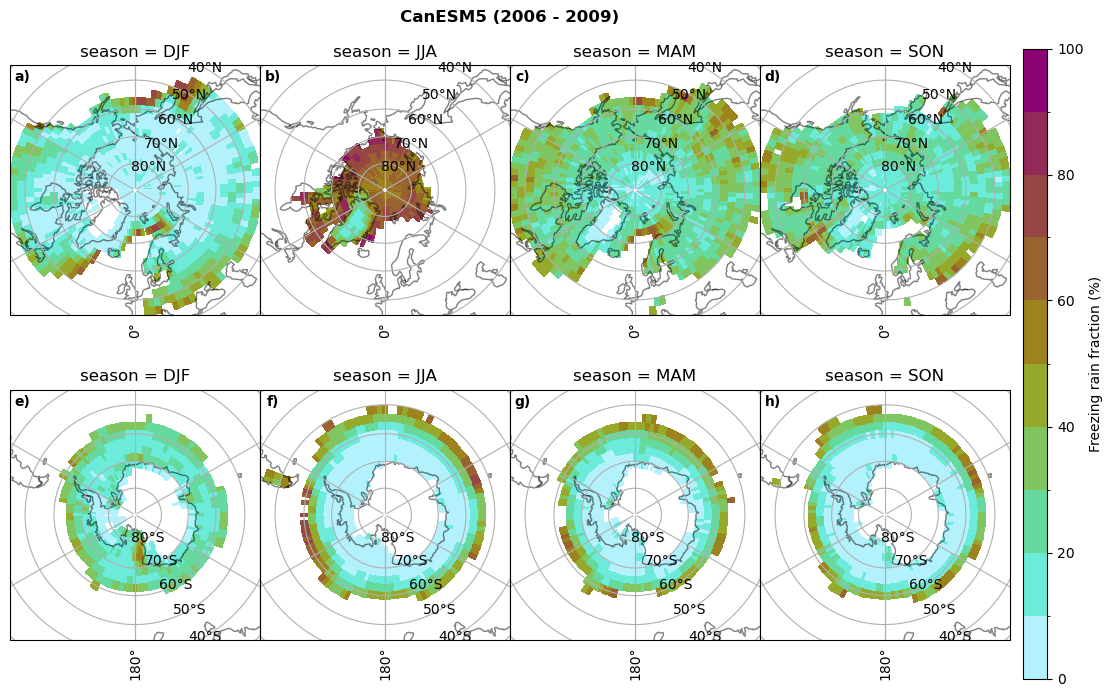 CanESM5 (2006 - 2009)
season = DJF
season = JJA
season = MAM
season = SON
a)
40°N
50°N
60°N
70°N
80°N
0°
b)
40°N
50°N
60°N
70°N
80°N
0°
c)
40°N
50°N
60°N
70°N
80°N
0°
d)
40°N
50°N
60°N
70°N
80°N
0°
season = DJF
season = JJA
season = MAM
season = SON
e)
80°S
70°S
60°S
50°S
40°S
180°
f)
80°S
70°S
60°S
50°S
40°S
180°
g)
80°S
70°S
60°S
50°S
40°S
180°
h)
80°S
70°S
60°S
50°S
40°S
180°
100
80
60
40
20
0
Freezing rain fraction (%)